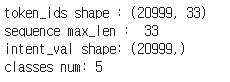 token_ids shape : (20999, 33)
sequence max_len :  33
intent_val shape: (20999,)
classes num: 5